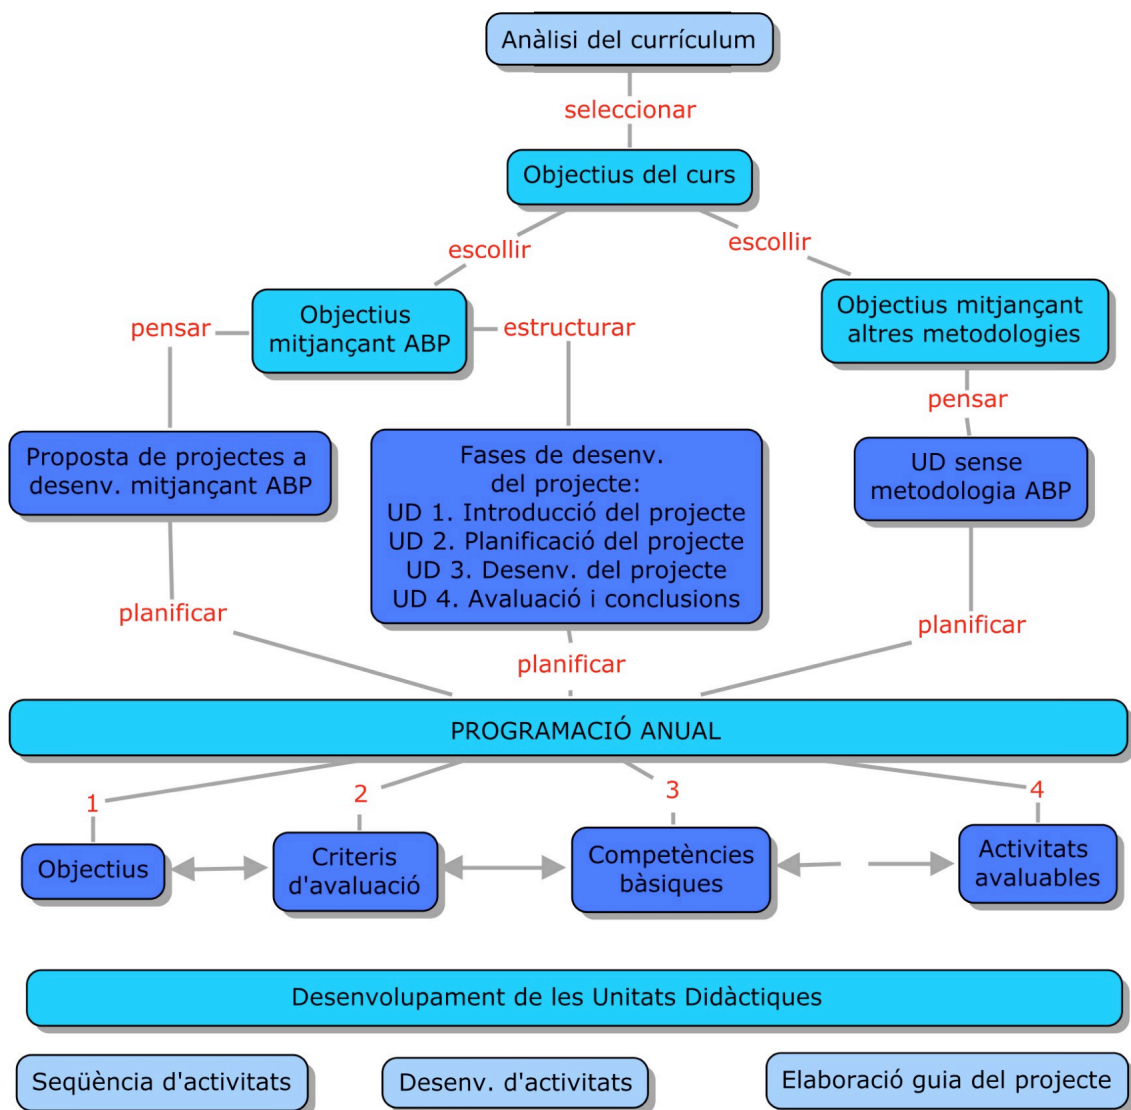 Anàlisi del currículum
seleccionar
Objectius del curs
escollir
escollir
Objectius
mitjançant ABP
Objectius mitjançant
altres metodologies
pensar
estructurar
pensar
Proposta de projectes a
desenv. mitjançant ABP
Fases de desenv.
del projecte:
UD 1. Introducció del projecte
UD 2. Planificació del projecte
UD 3. Desenv. del projecte
UD 4. Avaluació i conclusions
UD sense
metodologia ABP
planificar
planificar
planificar
PROGRAMACIÓ ANUAL
1
2
3
4
Objectius
Criteris
d'avaluació
Competències
bàsiques
Activitats
avaluables
Desenvolupament de les Unitats Didàctiques
Seqüència d'activitats
Desenv. d'activitats
Elaboració guia del projecte